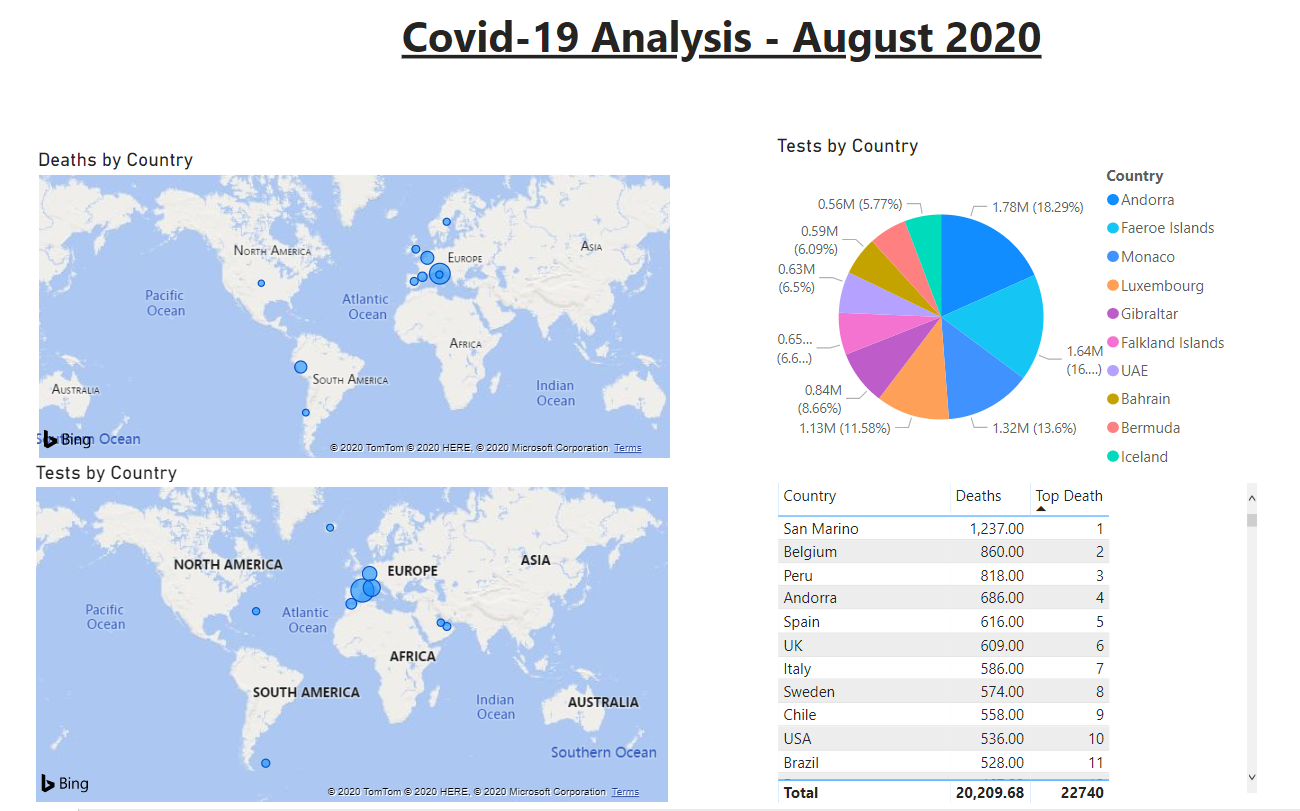 Covid-19 Analysis - August 2020
Deaths by Country
NORTH AMERICA
EUROPE
ASIA
Pacific
Ocean
Atlantic
Ocean
AFRICA
SOUTH AMERICA
Indian
Ocean
AUSTRALIA
Ocean
Bing
© 2020 TomTom © 2020 HERE, © 2020 Microsoft Corporation Terms
Tests by Country
NORTH AMERICA
EUROPE
ASIA
Pacific
Ocean
Atlantic
Ocean
AFRICA
SOUTH AMERICA
Indian
Ocean
AUSTRALIA
Southern Ocean
Bing
© 2020 TomTom © 2020 HERE, © 2020 Microsoft Corporation Terms
Tests by Country
0.56M (5.77%)
1.78M (18.29%)
0.59M
(6.09%)
0.63M
(6.5%)
0.65...
(6.6...)
1.64M
(16....)
0.84M
(8.66%)
1.13M (11.58%)
1.32M (13.6%)
Country
Andorra
Faeroe Islands
Monaco
Luxembourg
Gibraltar
Falkland Islands
UAE
Bahrain
Bermuda
Iceland
Country Deaths Top Death
San Marino 1,237.00 1
Belgium 860.00 2
Peru 818.00 3
Andorra 686.00 4
Spain 616.00 5
UK 609.00 6
Italy 586.00 7
Sweden 574.00 8
Chile 558.00 9
USA 536.00 10
Brazil 528.00 11
Total 20,209.68 22740